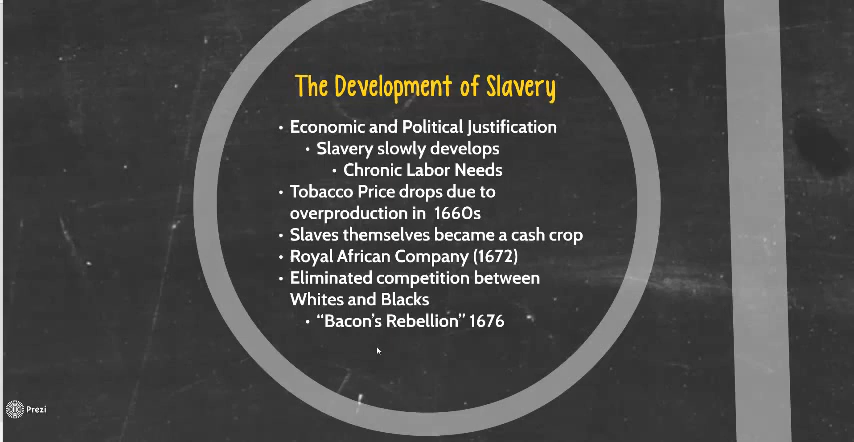 The Development of Slavery
• Economic and Political Justification
• Slavery slowly develops
• Chronic Labor Needs
• Tobacco Price drops due to
overproduction in 1660s
• Slaves themselves became a cash crop
• Royal African Company (1672)
• Eliminated competition between
Whites and Blacks
• “Bacon’s Rebellion” 1676
Prezi